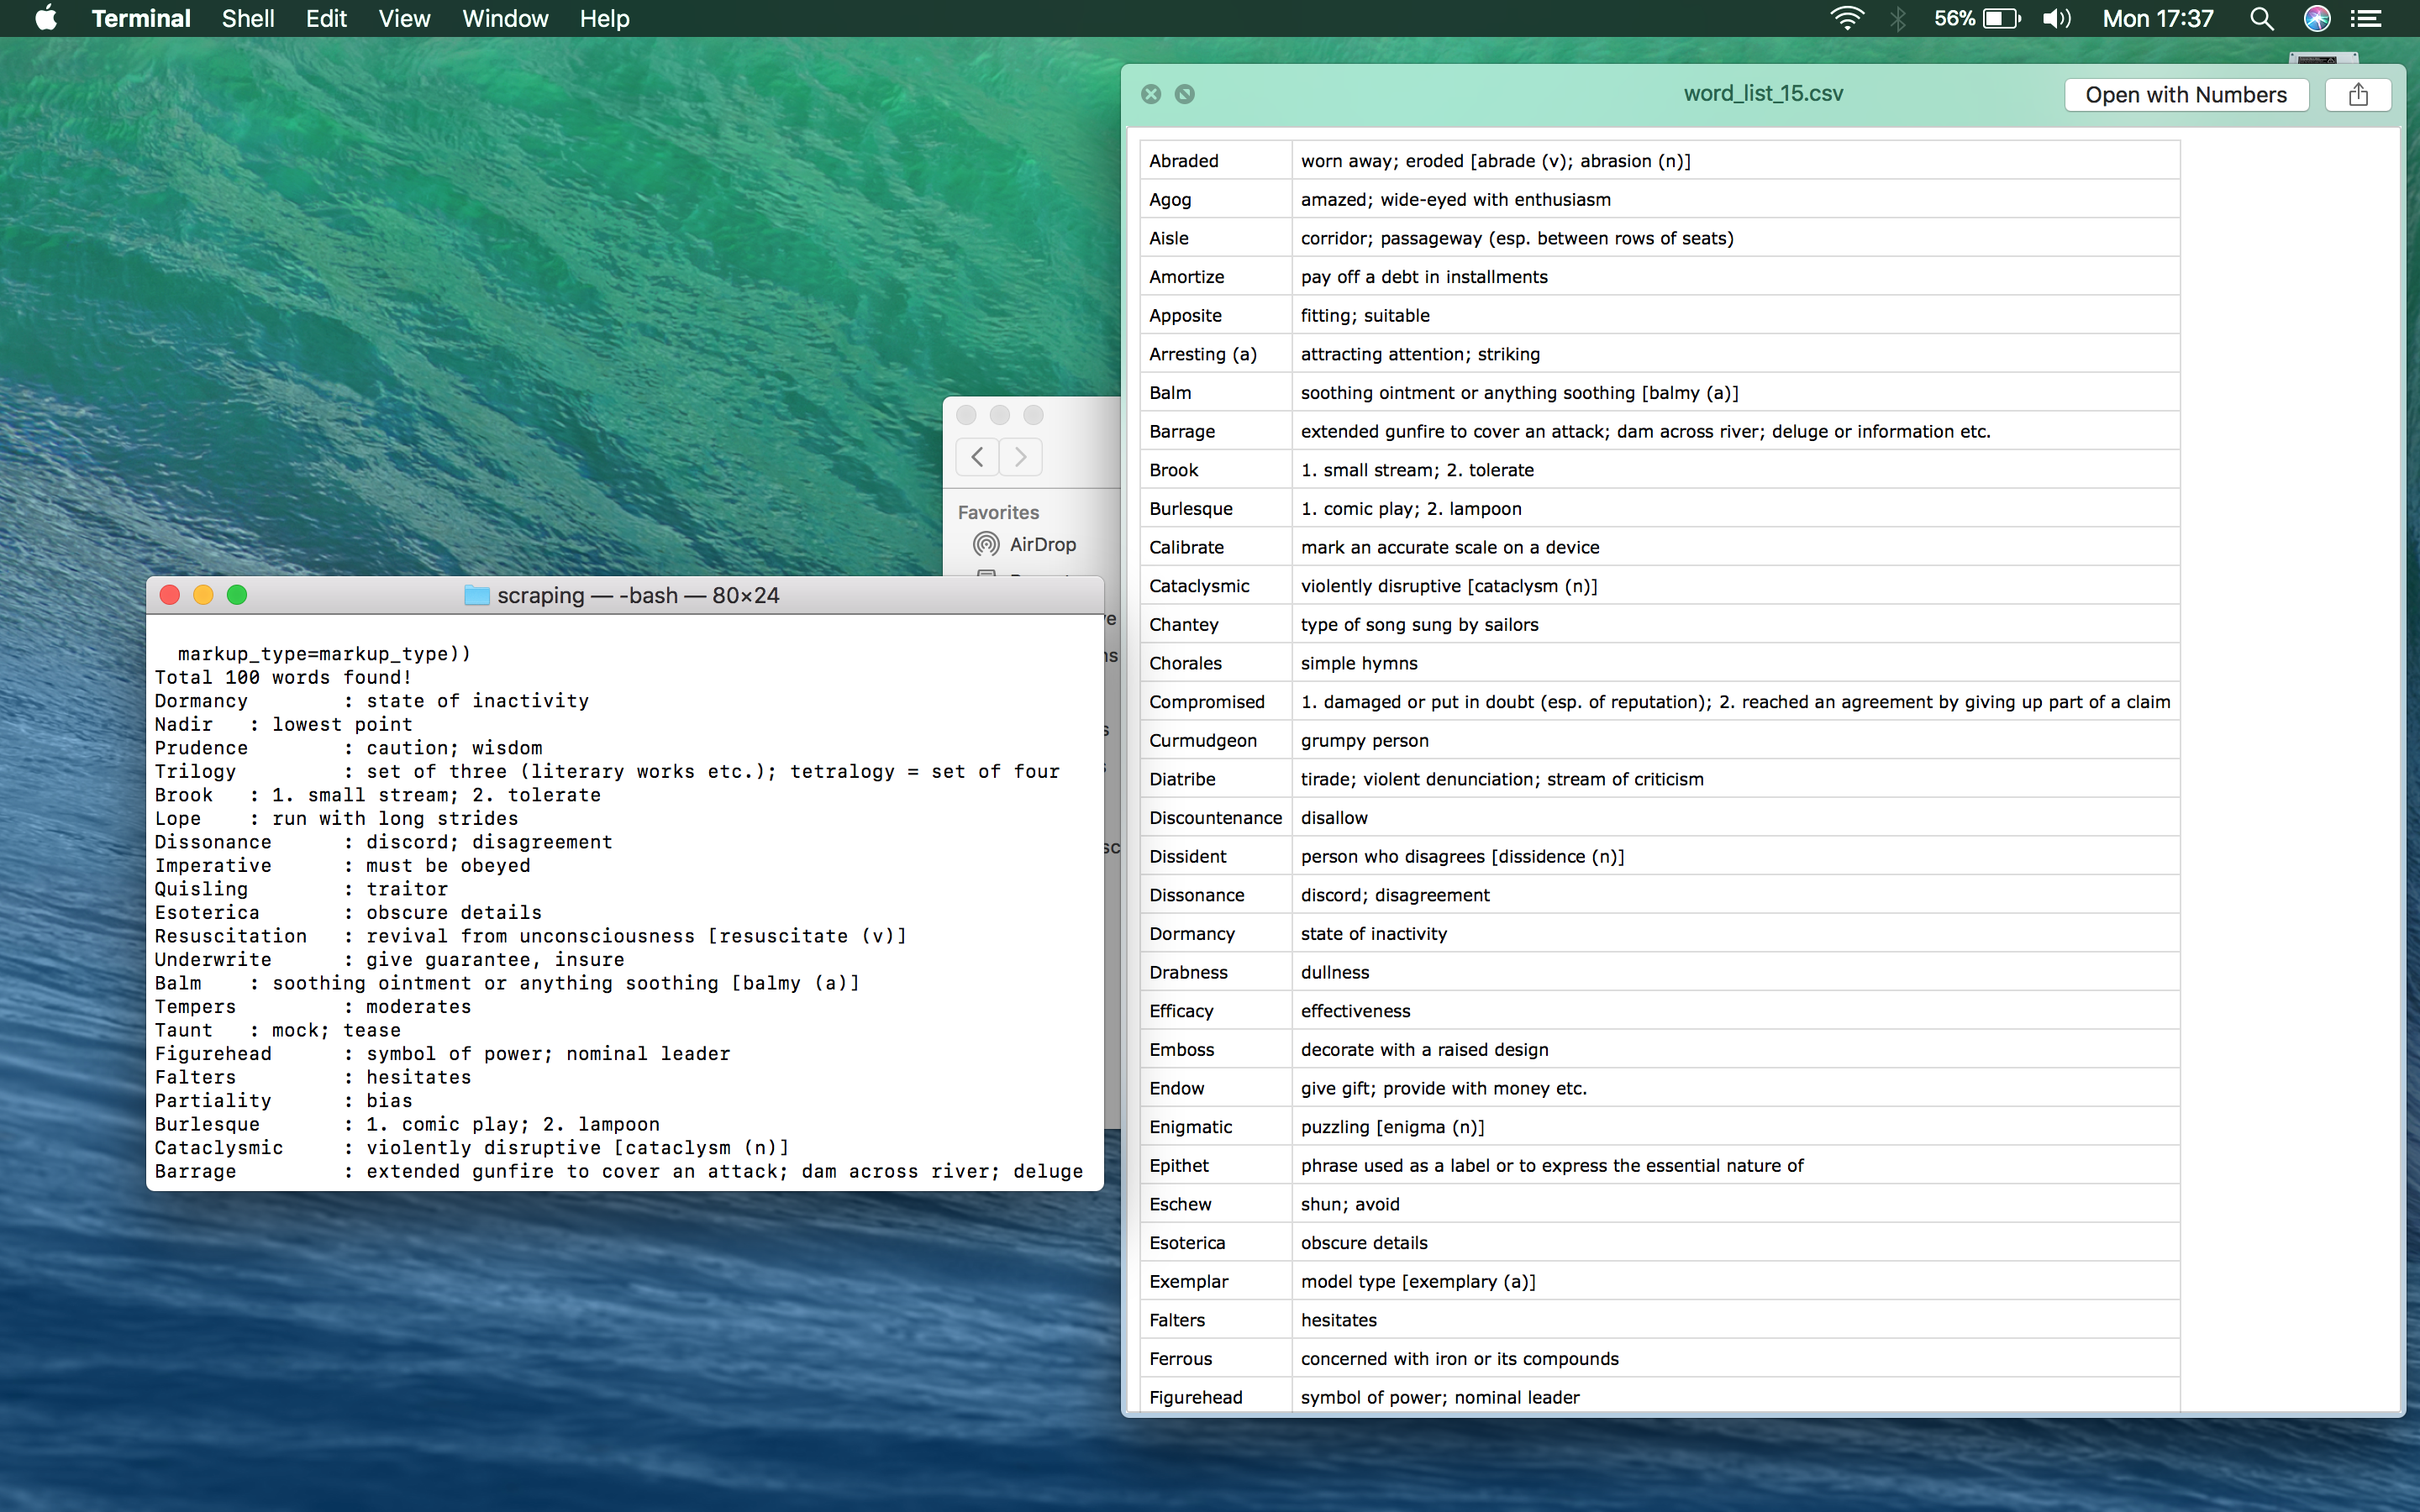 Terminal Shell Edit View Window Help 56% Mon 17:37
word_list_15.csv Open with Numbers
Abraded worn away; eroded [abrade (v); abrasion (n)]
Agog amazed; wide-eyed with enthusiasm
Aisle corridor; passageway (esp. between rows of seats)
Amortize pay off a debt in installments
Apposite fitting; suitable
Arresting (a) attracting attention; striking
Balm soothing ointment or anything soothing [balmy (a)]
Barrage extended gunfire to cover an attack; dam across river; deluge or information etc.
Brook 1. small stream; 2. tolerate
Burlesque 1. comic play; 2. lampoon
Calibrate mark an accurate scale on a device
Cataclysmic violently disruptive [cataclysm (n)]
Chantey type of song sung by sailors
Chorales simple hymns
Compromised 1. damaged or put in doubt (esp. of reputation); 2. reached an agreement by giving up part of a claim
Curmudgeon grumpy person
Diatribe tirade; violent denunciation; stream of criticism
Discountenance disallow
Dissident person who disagrees [dissidence (n)]
Dissonance discord; disagreement
Dormancy state of inactivity
Drabness dullness
Efficacy effectiveness
Emboss decorate with a raised design
Endow give gift; provide with money etc.
Enigmatic puzzling [enigma (n)]
Epithet phrase used as a label or to express the essential nature of
Eschew shun; avoid
Esoterica obscure details
Exemplar model type [exemplary (a)]
Falters hesitates
Ferrous concerned with iron or its compounds
Figurehead symbol of power; nominal leader
Favorites
AirDrop
scraping — -bash — 80×24
markup_type=markup_type))
Total 100 words found!
Dormancy : state of inactivity
Nadir : lowest point
Prudence : caution; wisdom
Trilogy : set of three (literary works etc.); tetralogy = set of four
Brook : 1. small stream; 2. tolerate
Lope : run with long strides
Dissonance : discord; disagreement
Imperative : must be obeyed
Quisling : traitor
Esoterica : obscure details
Resuscitation : revival from unconsciousness [resuscitate (v)]
Underwrite : give guarantee, insure
Balm : soothing ointment or anything soothing [balmy (a)]
Tempers : moderates
Taunt : mock; tease
Figurehead : symbol of power; nominal leader
Falters : hesitates
Partiality : bias
Burlesque : 1. comic play; 2. lampoon
Cataclysmic : violently disruptive [cataclysm (n)]
Barrage : extended gunfire to cover an attack; dam across river; deluge